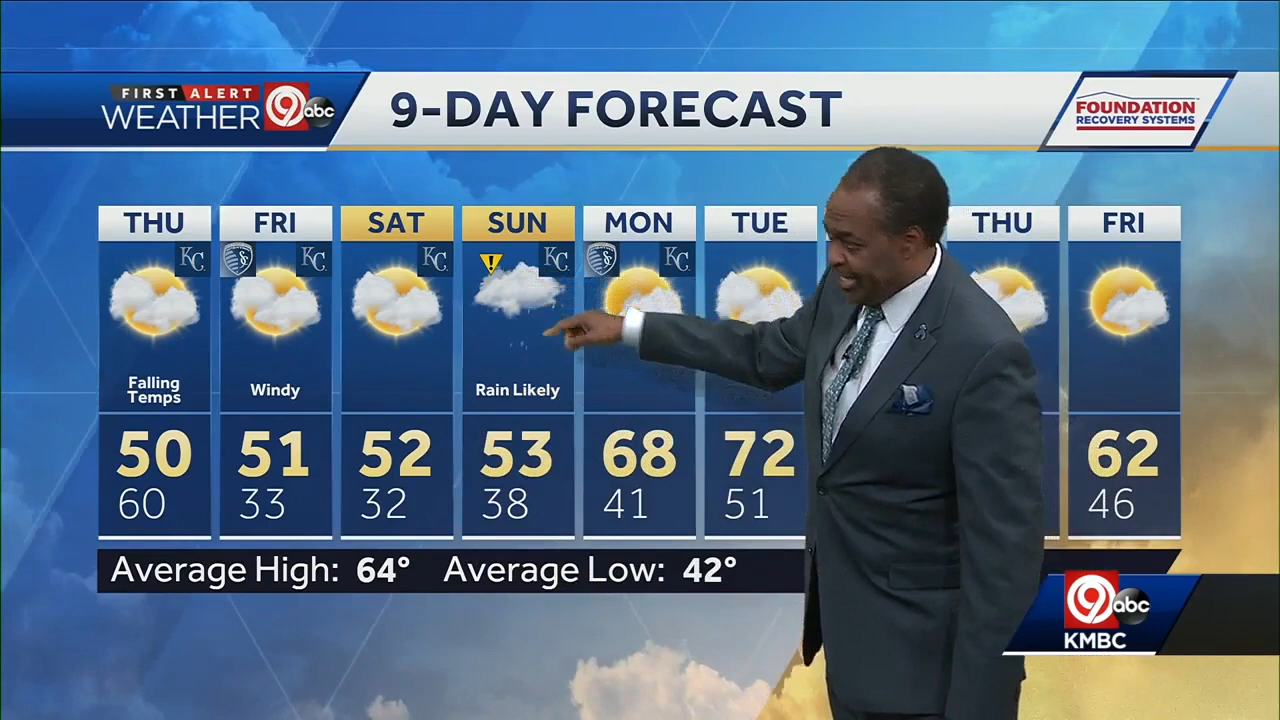 FIRST ALERT
WEATHER 9 abc
9-DAY FORECAST
FOUNDATION
RECOVERY SYSTEMS
THU FRI SAT SUN MON TUE THU FRI
KC KC KC KC KC
Falling
Temps
Windy
Rain Likely
50 51 52 53 68 72 62
60 33 32 38 41 51 46
Average High: 64° Average Low: 42°
9 abc
KMBC